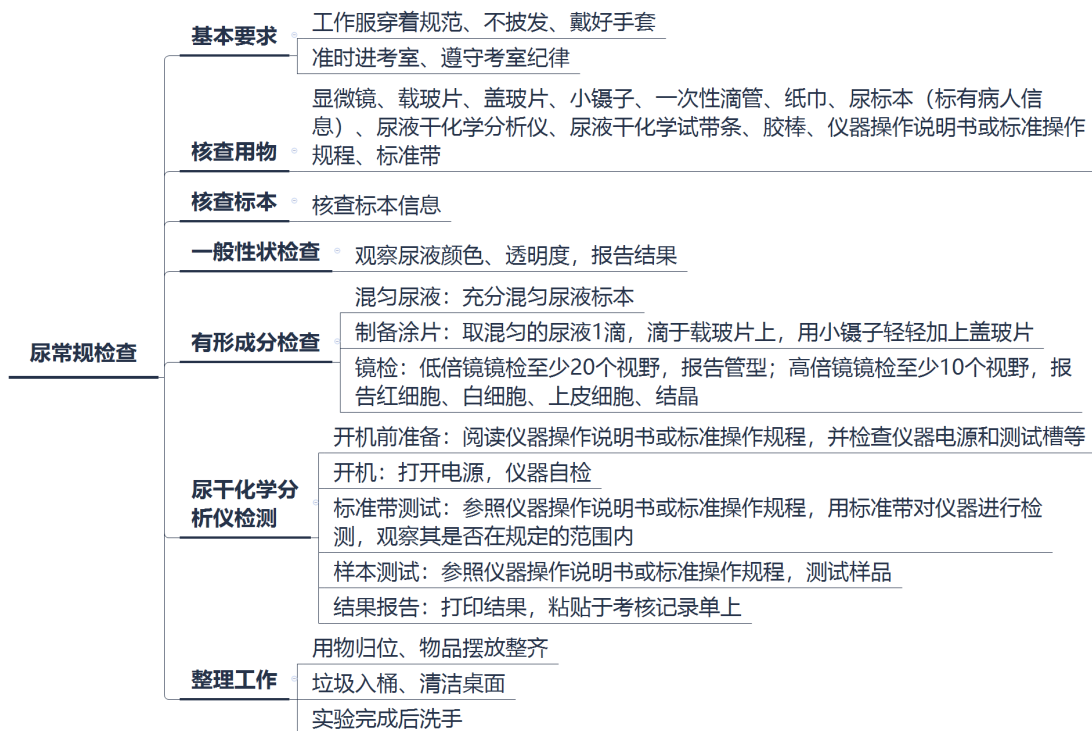 尿常规检查
基本要求
工作服穿着规范、不披发、戴好手套
准时进考室、遵守考室纪律
核查用物
显微镜、载玻片、盖玻片、小镊子、一次性滴管、纸巾、尿标本（标有病人信
息）、尿液干化学分析仪、尿液干化学试带条、胶棒、仪器操作说明书或标准操作
规程、标准带
核查标本
核查标本信息
一般性状检查
观察尿液颜色、透明度，报告结果
有形成分检查
混匀尿液：充分混匀尿液标本
制备涂片：取混匀的尿液1滴，滴于载玻片上，用小镊子轻轻加上盖玻片
镜检：低倍镜镜检至少20个视野，报告管型；高倍镜镜检至少10个视野，报
告红细胞、白细胞、上皮细胞、结晶
尿干化学分
析仪检测
开机前准备：阅读仪器操作说明书或标准操作规程，并检查仪器电源和测试槽等
开机：打开电源，仪器自检
标准带测试：参照仪器操作说明书或标准操作规程，用标准带对仪器进行检
测，观察其是否在规定的范围内
样本测试：参照仪器操作说明书或标准操作规程，测试样品
结果报告：打印结果，粘贴于考核记录单上
整理工作
用物归位、物品摆放整齐
垃圾入桶、清洁桌面
实验完成后洗手